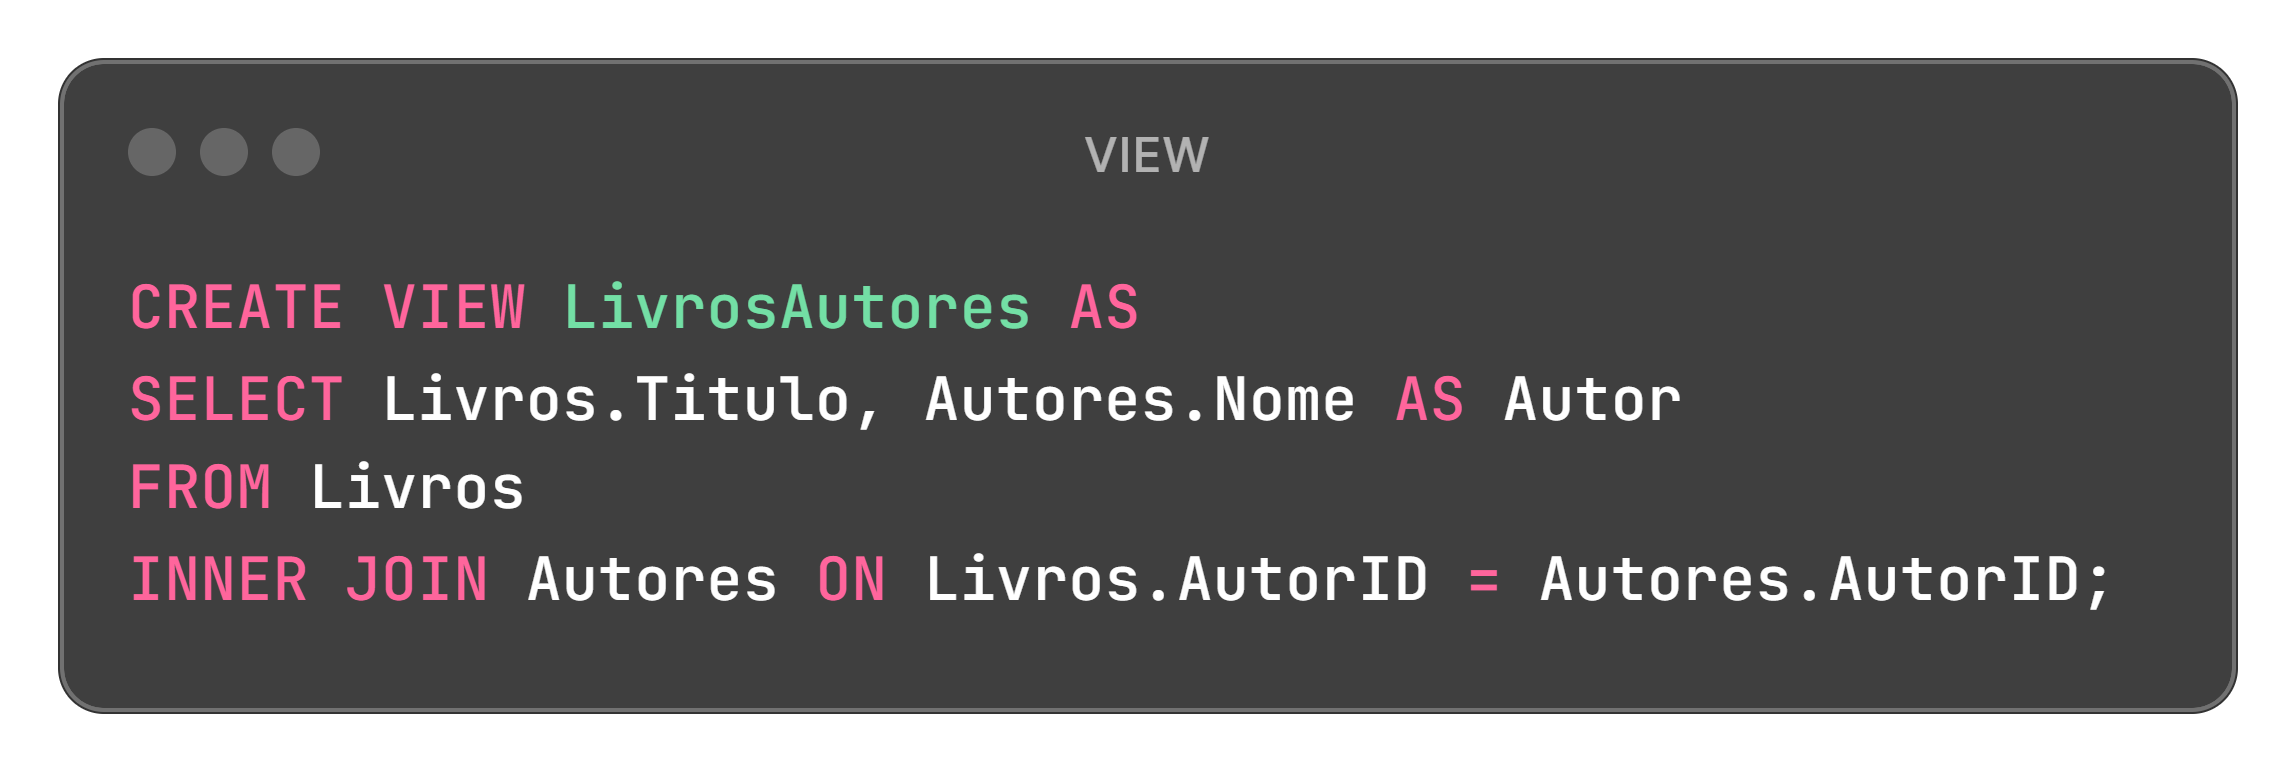 VIEW
CREATE VIEW LivrosAutores AS
SELECT Livros.Titulo, Autores.Nome AS Autor
FROM Livros
INNER JOIN Autores ON Livros.AutorID = Autores.AutorID;